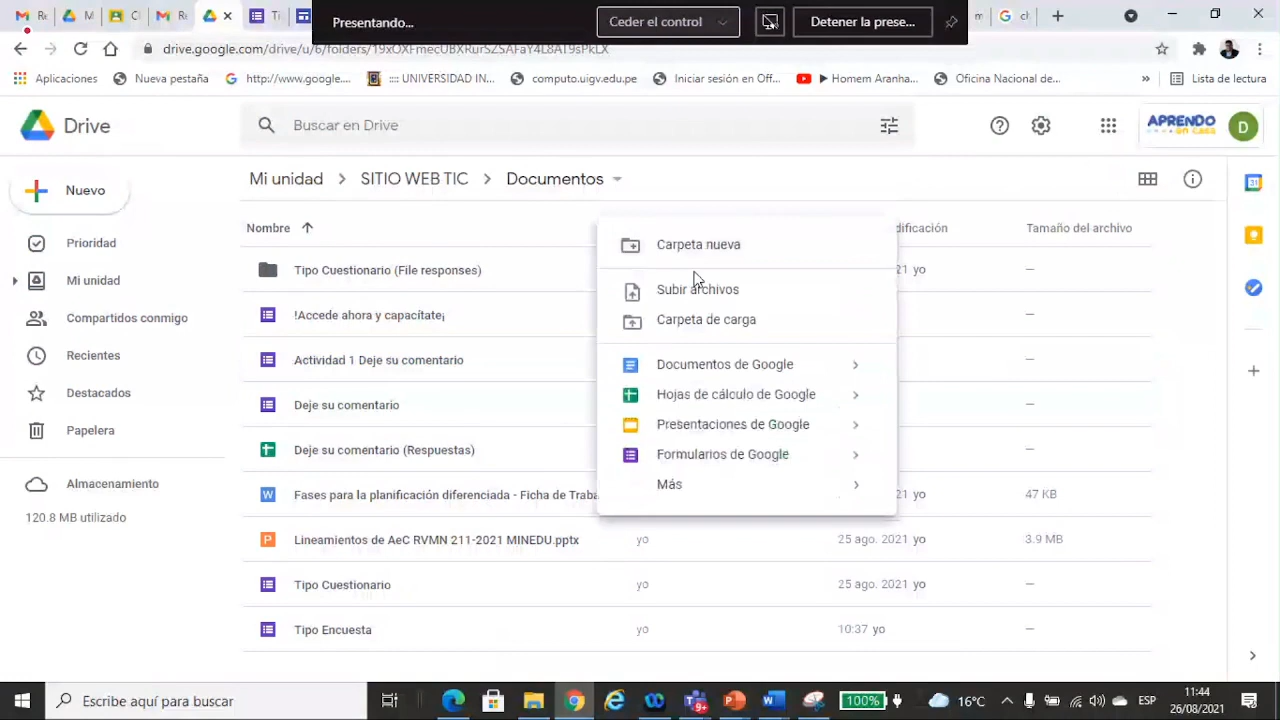 Presentando...
Ceder el control
Detener la prese...
drive.google.com/drive/u/6/folders/19xOXFmecUBXRurSZSAFaY4L8AT9sPkLX
Aplicaciones
Nueva pestaña
http://www.google....
:::: UNIVERSIDAD IN...
computo.uigv.edu.pe
Iniciar sesión en Off...
▶ Homem Aranha...
Oficina Nacional de...
»
Lista de lectura
Drive
Buscar en Drive
APRENDO
en casa
D
Nuevo
Mi unidad > SITIO WEB TIC > Documentos
Prioridad
Mi unidad
Compartidos conmigo
Recientes
Destacados
Papelera
Almacenamiento
120.8 MB utilizado
Nombre
dificación
Tamaño del archivo
Tipo Cuestionario (File responses)
21 yo
—
!Accede ahora y capacítate¡
—
Actividad 1 Deje su comentario
—
Deje su comentario
—
Deje su comentario (Respuestas)
—
Fases para la planificación diferenciada - Ficha de Traba
21 yo
47 KB
Lineamientos de AeC RVMN 211-2021 MINEDU.pptx
yo
25 ago. 2021 yo
3.9 MB
Tipo Cuestionario
yo
25 ago. 2021 yo
—
Tipo Encuesta
yo
10:37 yo
—
Carpeta nueva
Subir archivos
Carpeta de carga
Documentos de Google
Hojas de cálculo de Google
Presentaciones de Google
Formularios de Google
Más
Escribe aquí para buscar
9+
100%
16°C
ESP
11:44
26/08/2021